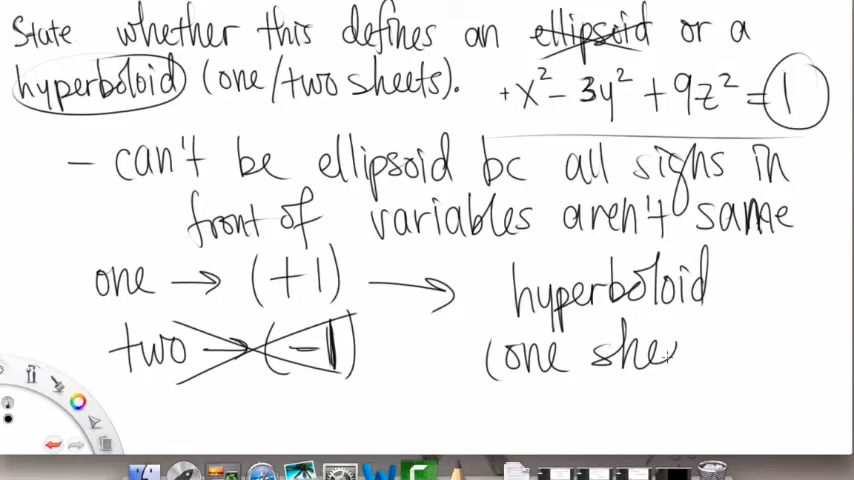 State whether this defines an ellipsoid or a
hyperboloid (one/two sheets). +x² - 3y² + 9z² = 1
- can't be ellipsoid bc all signs in
front of variables aren't same
one → (+1) → hyperboloid
two → (-1) (one she